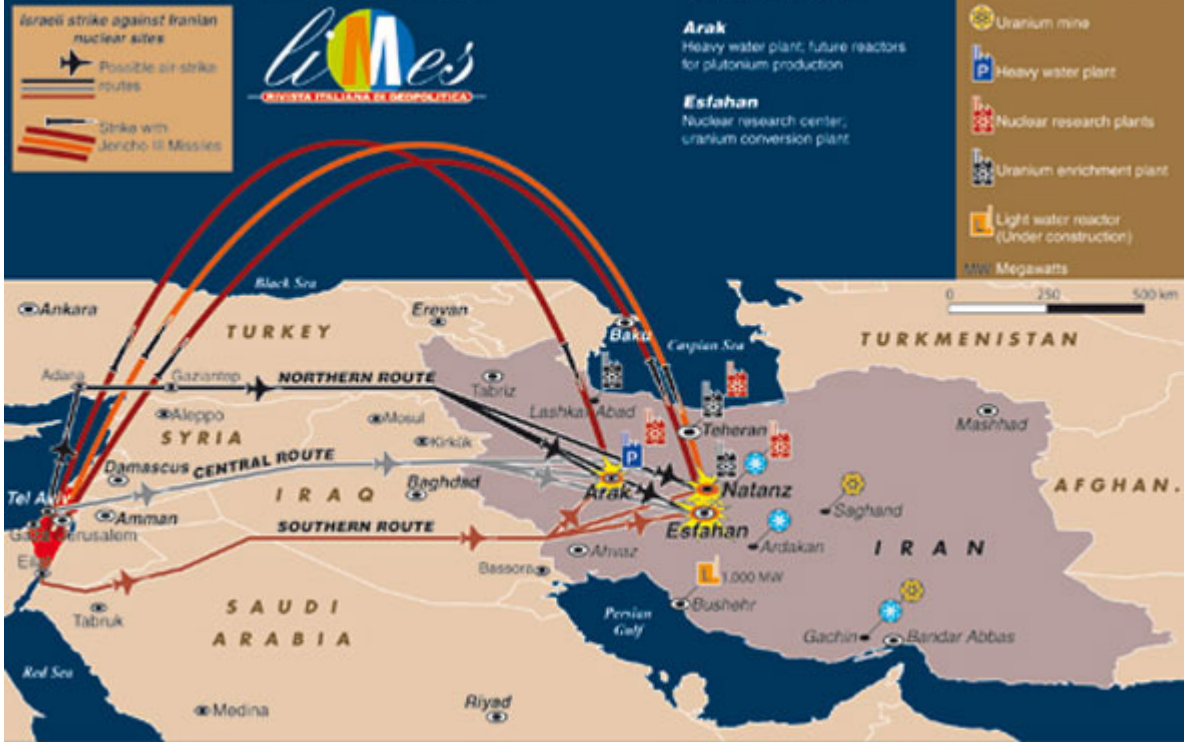 Israeli strike against Iranian
nuclear sites
Possible air-strike
routes
Strike with
Jericho III Missiles
liMes
RIVISTA ITALIANA DI GEOPOLITICA
Arak
Heavy water plant; future reactors
for plutonium production
Esfahan
Nuclear research center;
uranium conversion plant
Uranium mine
P
Heavy water plant
Nuclear research plants
Uranium enrichment plant
L
Light water reactor
(Under construction)
MW Megawatts
0 250 500 km
Black Sea
Ankara
TURKEY
Erevan
Baku
Caspian Sea
TURKMENISTAN
Adana
Gaziantep
NORTHERN ROUTE
Tabriz
Lashkar Abad
Mashhad
Aleppo
Mosul
Teheran
SYRIA
Kirkūk
P
Damascus
CENTRAL ROUTE
Tel Aviv
IRAQ
Baghdad
Arak
Natanz
AFGHAN.
Amman
Saghand
Gaza
Jerusalem
SOUTHERN ROUTE
Esfahan
Ardakan
IRAN
Ahvaz
Eilat
Bassora
L
1,000 MW
Bushehr
Tabruk
SAUDI
ARABIA
Persian
Gulf
Gachin
Bandar Abbas
Red Sea
Medina
Riyad